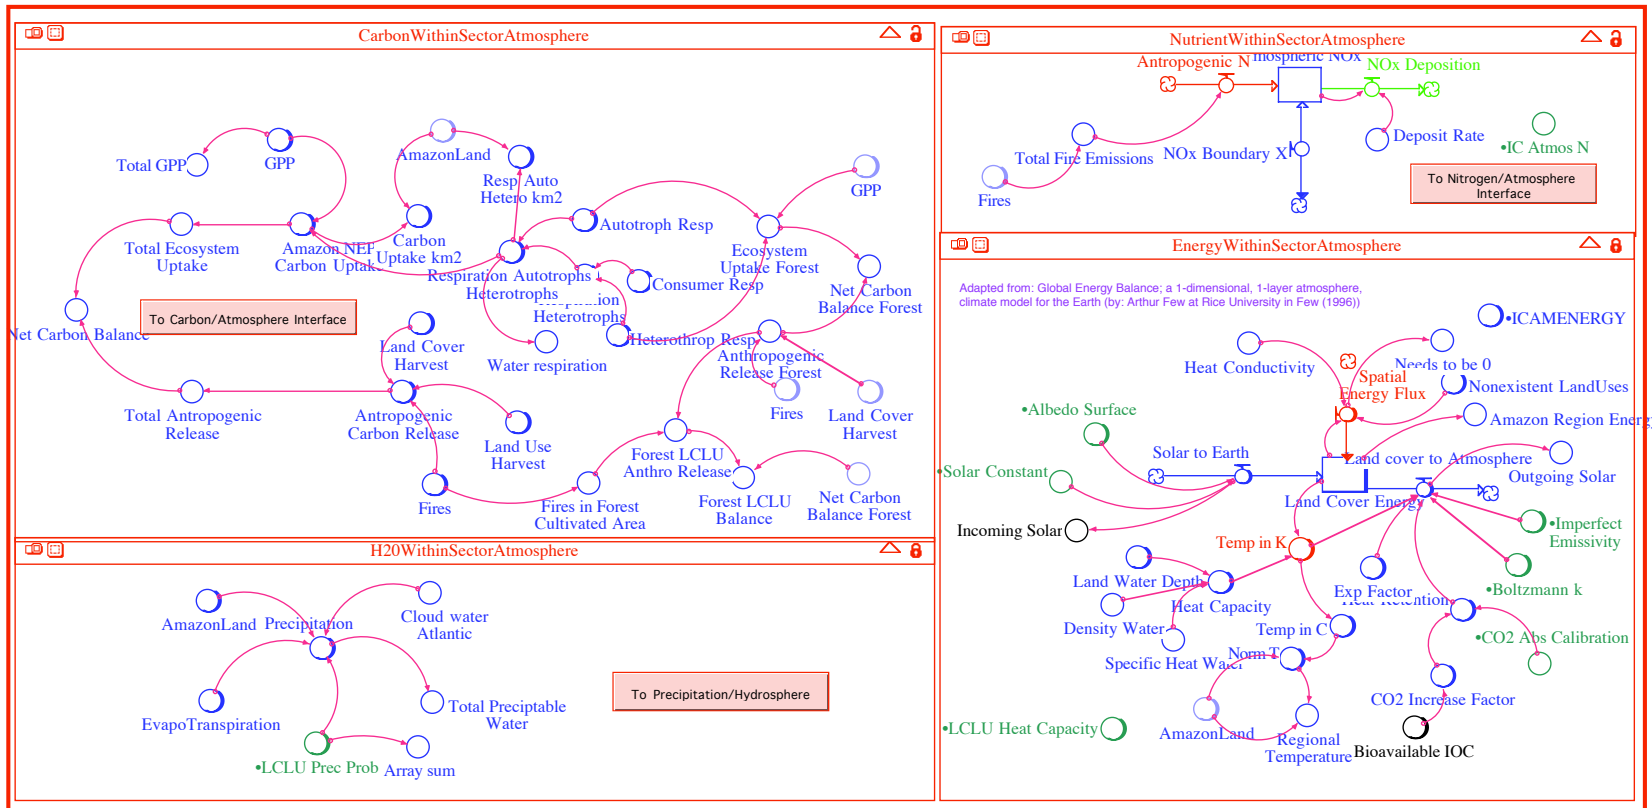 CarbonWithinSectorAtmosphere
Total GPP
GPP
AmazonLand
Resp Auto
Hetero km2
GPP
Total Ecosystem
Uptake
Amazon NEP
Carbon Uptake
Carbon
Uptake km2
Autotroph Resp
Respiration Autotrophs
Heterotrophs
Consumer Resp
Heterotrophs
Ecosystem
Uptake Forest
Net Carbon
Balance Forest
Net Carbon Balance
To Carbon/Atmosphere Interface
Land Cover
Harvest
Water respiration
Heterothrop Resp
Anthropogenic
Release Forest
Fires
Land Cover
Harvest
Total Antropogenic
Release
Antropogenic
Carbon Release
Land Use
Harvest
Forest LCLU
Anthro Release
Fires
Fires in Forest
Cultivated Area
Forest LCLU
Balance
Net Carbon
Balance Forest
H20WithinSectorAtmosphere
AmazonLand
Precipitation
Cloud water
Atlantic
EvapoTranspiration
Total Preciptable
Water
•LCLU Prec Prob
Array sum
To Precipitation/Hydrosphere
NutrientWithinSectorAtmosphere
Antropogenic N
mospheric NOx
NOx Deposition
Total Fire Emissions
NOx Boundary X
Deposit Rate
•IC Atmos N
Fires
To Nitrogen/Atmosphere
Interface
EnergyWithinSectorAtmosphere
Adapted from: Global Energy Balance; a 1-dimensional, 1-layer atmosphere,
climate model for the Earth (by: Arthur Few at Rice University in Few (1996))
•ICAMENERGY
Heat Conductivity
Needs to be 0
Spatial
Energy Flux
Nonexistent LandUses
•Albedo Surface
Amazon Region Energy
Solar to Earth
Land cover to Atmosphere
•Solar Constant
Outgoing Solar
Land Cover Energy
Incoming Solar
Temp in K
•Imperfect
Emissivity
Land Water Depth
Heat Capacity
Exp Factor
•Boltzmann k
Heat Retention
Density Water
Temp in C
•CO2 Abs Calibration
Specific Heat Water
Norm T
CO2 Increase Factor
•LCLU Heat Capacity
AmazonLand
Regional
Temperature
Bioavailable IOC